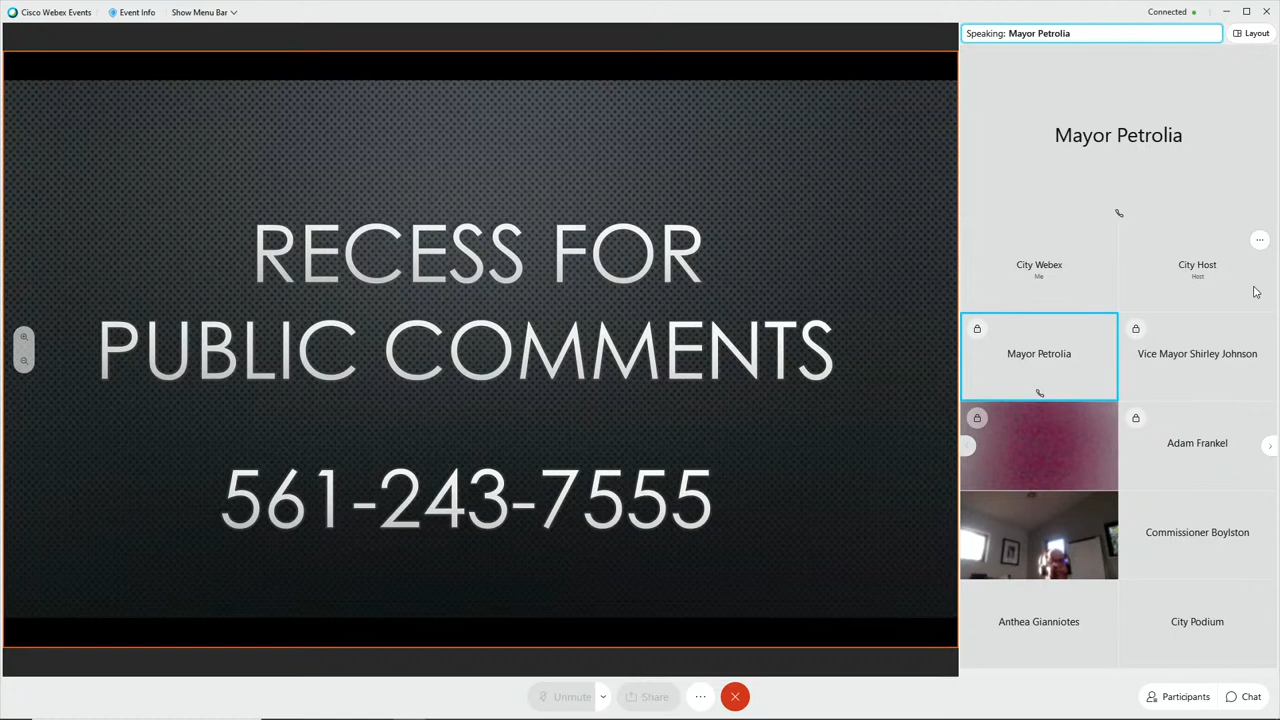 Cisco Webex Events
Event Info
Show Menu Bar
Connected
Speaking: Mayor Petrolia
Layout
Mayor Petrolia
City Webex
Me
City Host
Host
Mayor Petrolia
Vice Mayor Shirley Johnson
Adam Frankel
Commissioner Boylston
Anthea Gianniotes
City Podium
RECESS FOR
PUBLIC COMMENTS
561-243-7555
Unmute
Share
Participants
Chat